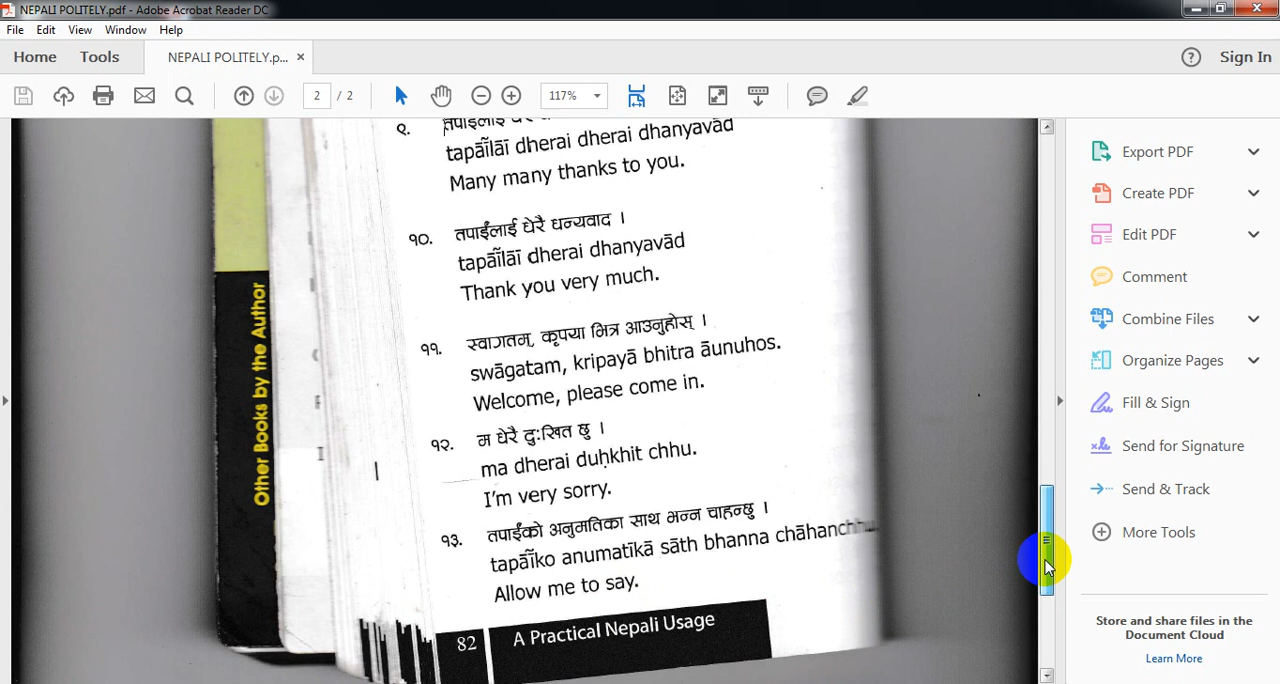 NEPALI POLITELY.pdf - Adobe Acrobat Reader DC
File Edit View Window Help
Home Tools NEPALI POLITELY.p... × ? Sign In
2 / 2 117%
९. तपाईंलाई
tapāĩlāī dherai dherai dhanyavād
Many many thanks to you.
१०. तपाईंलाई धेरै धन्यवाद ।
tapāĩlāī dherai dhanyavād
Thank you very much.
११. स्वागतम्, कृपया भित्र आउनुहोस् ।
swāgatam, kripayā bhitra āunuhos.
Welcome, please come in.
१२. म धेरै दुःखित छु ।
ma dherai duḥkhit chhu.
I'm very sorry.
१३. तपाईंको अनुमतिका साथ भन्न चाहन्छु ।
tapāĩko anumatikā sāth bhanna chāhanchhu.
Allow me to say.
82 A Practical Nepali Usage
Other Books by the Author
Export PDF
Create PDF
Edit PDF
Comment
Combine Files
Organize Pages
Fill & Sign
Send for Signature
Send & Track
More Tools
Store and share files in the
Document Cloud
Learn More